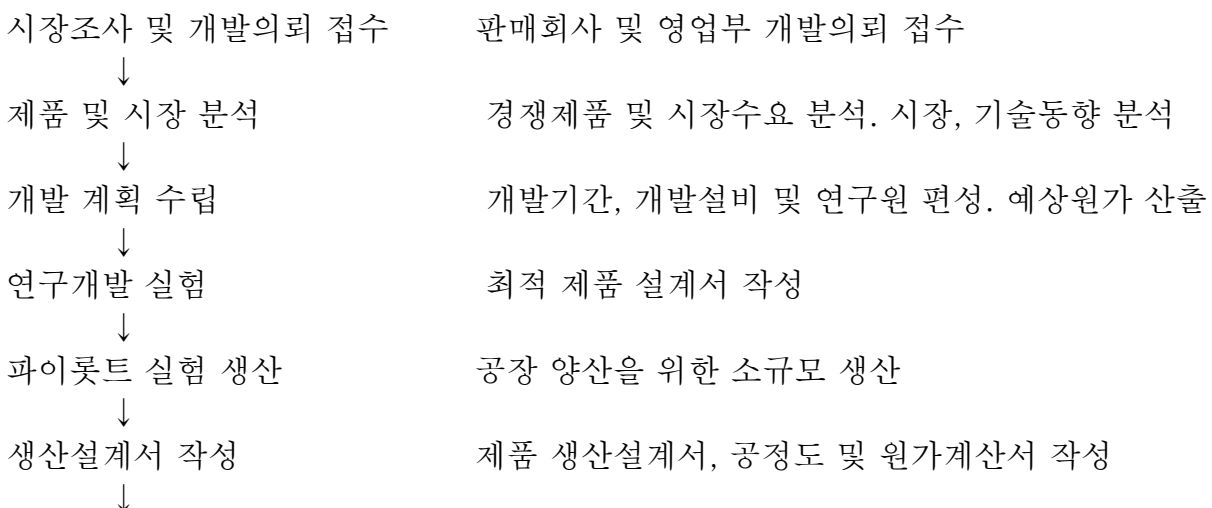 시장조사 및 개발의뢰 접수 판매회사 및 영업부 개발의뢰 접수
↓
제품 및 시장 분석 경쟁제품 및 시장수요 분석. 시장, 기술동향 분석
↓
개발 계획 수립 개발기간, 개발설비 및 연구원 편성. 예상원가 산출
↓
연구개발 실험 최적 제품 설계서 작성
↓
파이롯트 실험 생산 공장 양산을 위한 소규모 생산
↓
생산설계서 작성 제품 생산설계서, 공정도 및 원가계산서 작성
↓